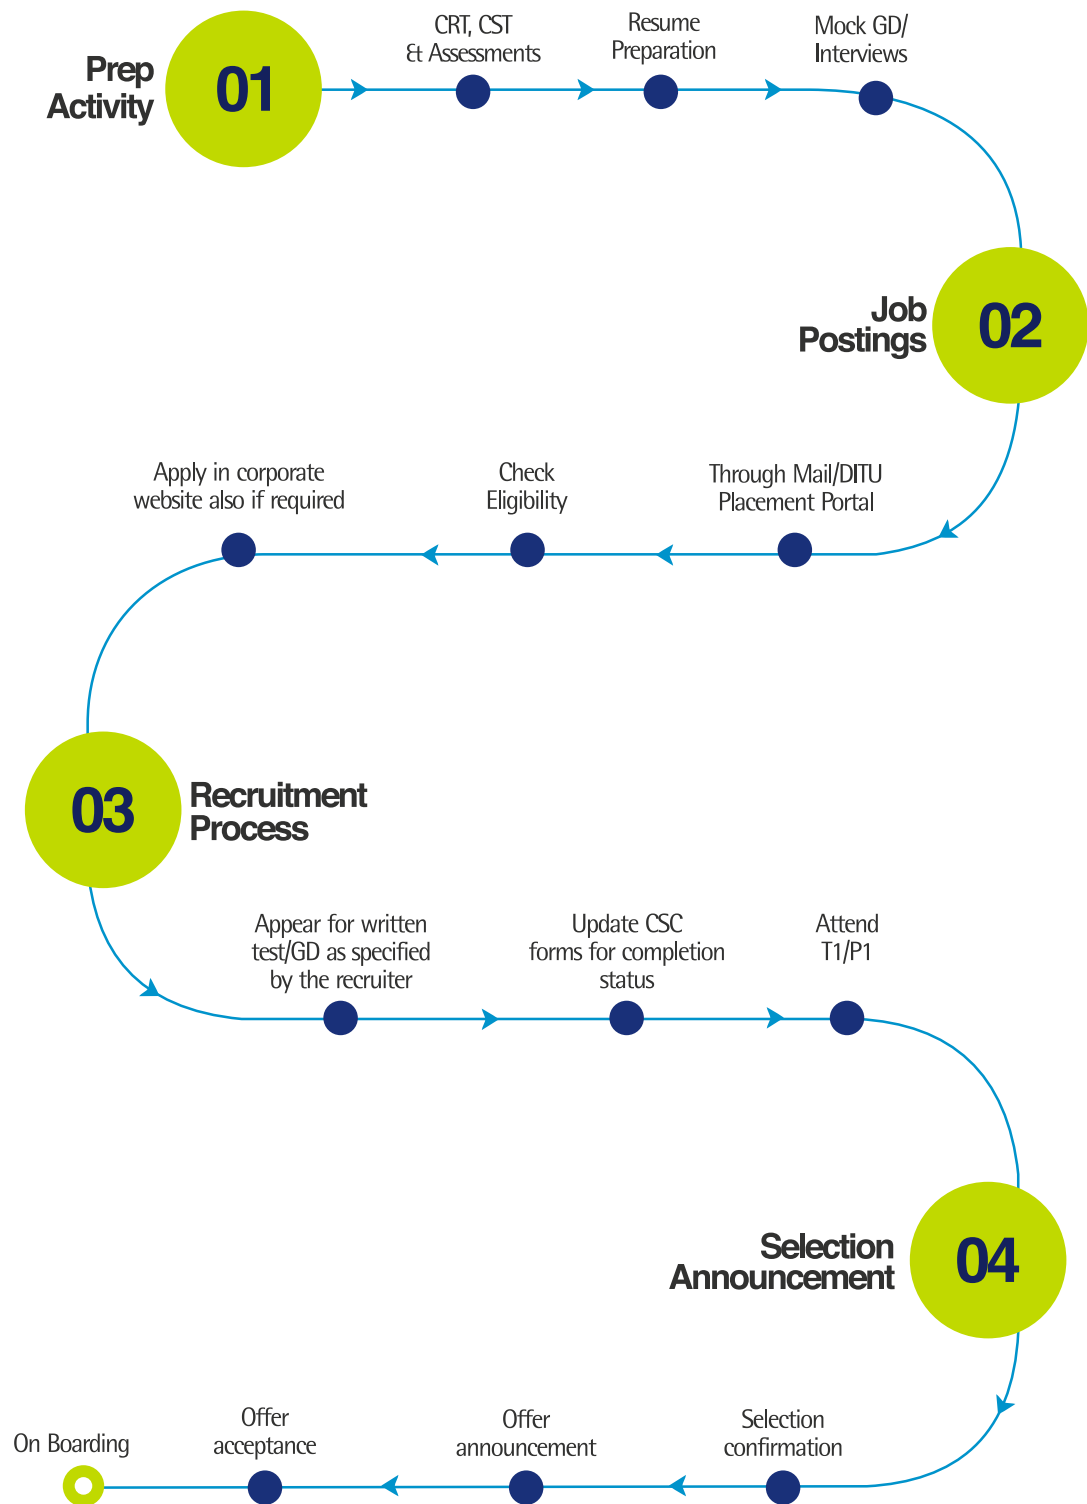 Prep
Activity
01
CRT, CST
& Assessments
Resume
Preparation
Mock GD/
Interviews
Job
Postings
02
Through Mail/DITU
Placement Portal
Check
Eligibility
Apply in corporate
website also if required
03
Recruitment
Process
Appear for written
test/GD as specified
by the recruiter
Update CSC
forms for completion
status
Attend
T1/P1
Selection
Announcement
04
Selection
confirmation
Offer
announcement
Offer
acceptance
On Boarding